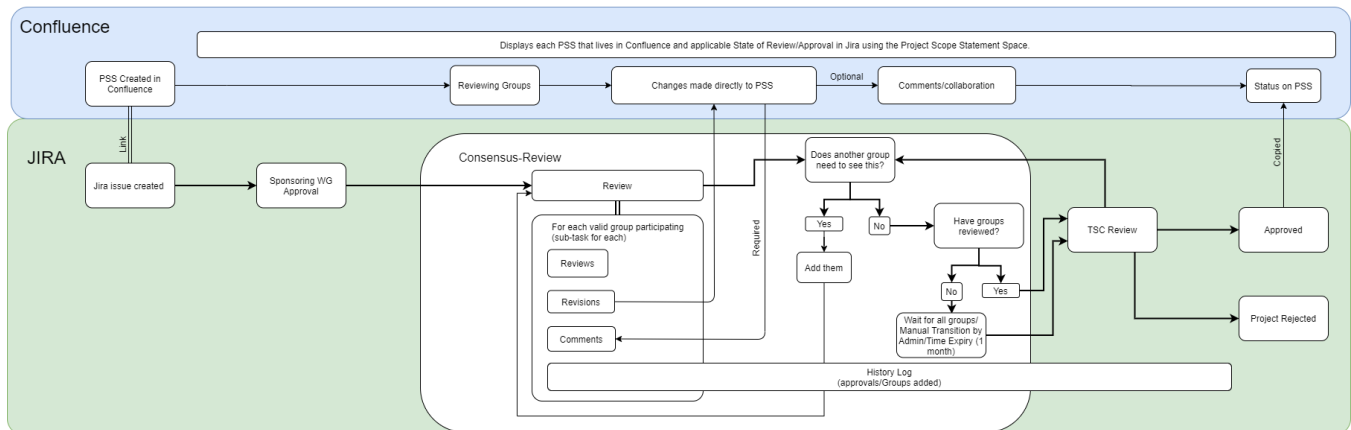 Confluence
Displays each PSS that lives in Confluence and applicable State of Review/Approval in Jira using the Project Scope Statement Space.
PSS Created in
Confluence
Reviewing Groups
Changes made directly to PSS
Optional
Comments/collaboration
Status on PSS
Link
Required
Copied
JIRA
Jira issue created
Sponsoring WG
Approval
Consensus-Review
Review
For each valid group participating
(sub-task for each)
Reviews
Revisions
Comments
Does another group
need to see this?
Yes
No
Add them
Have groups
reviewed?
No
Yes
Wait for all groups/
Manual Transition by
Admin/Time Expiry (1
month)
TSC Review
Approved
Project Rejected
History Log
(approvals/Groups added)